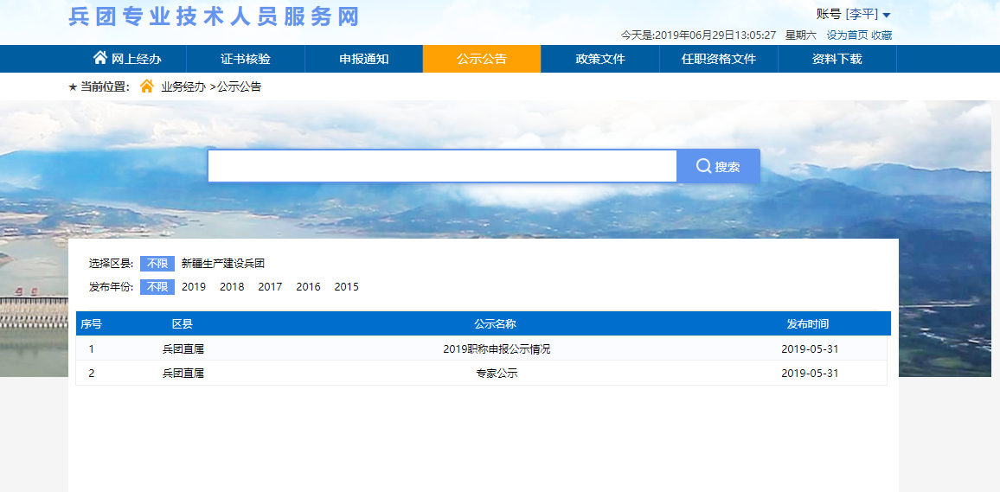 兵团专业技术人员服务网
账号 [李平]
今天是:2019年06月29日13:05:27 星期六 设为首页 收藏
网上经办 证书核验 申报通知 公示公告 政策文件 任职资格文件 资料下载
★ 当前位置: 业务经办 >公示公告
搜索
选择区县: 不限 新疆生产建设兵团
发布年份: 不限 2019 2018 2017 2016 2015
序号 区县 公示名称 发布时间
1 兵团直属 2019职称申报公示情况 2019-05-31
2 兵团直属 专家公示 2019-05-31